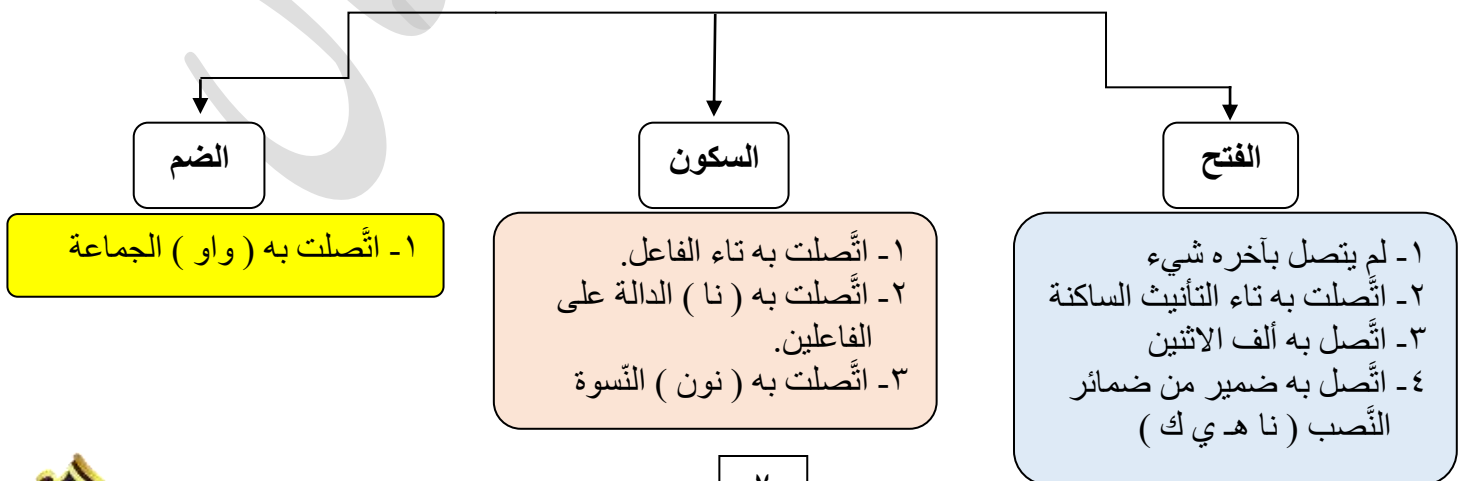 الفتح
السكون
الضم
١- لم يتصل بآخره شيء
٢- اتَّصلت به تاء التأنيث الساكنة
٣- اتَّصل به ألف الاثنين
٤- اتَّصل به ضمير من ضمائر
النَّصب ( نا هـ ي ك )
١- اتَّصلت به تاء الفاعل.
٢- اتَّصلت به ( نا ) الدالة على
الفاعلين.
٣- اتَّصلت به ( نون ) النّسوة
١- اتَّصلت به ( واو ) الجماعة